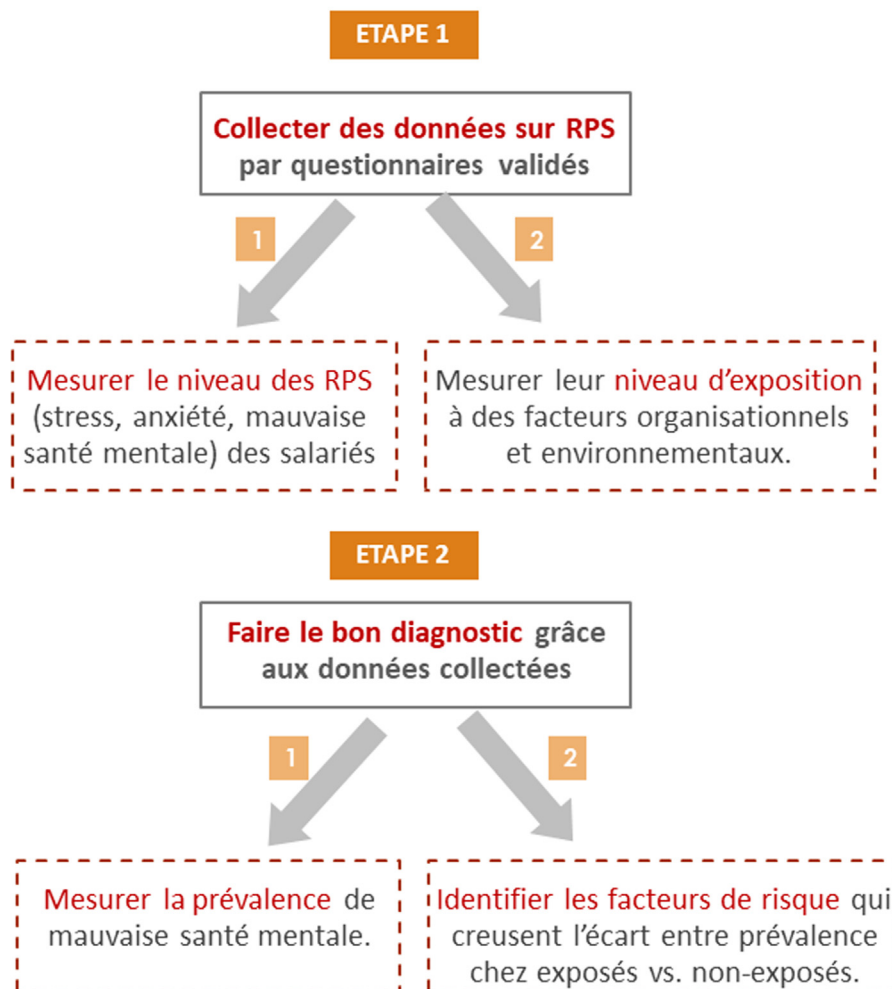 ETAPE 1
Collecter des données sur RPS
par questionnaires validés
1
2
Mesurer le niveau des RPS
(stress, anxiété, mauvaise
santé mentale) des salariés
Mesurer leur niveau d’exposition
à des facteurs organisationnels
et environnementaux.
ETAPE 2
Faire le bon diagnostic grâce
aux données collectées
1
2
Mesurer la prévalence de
mauvaise santé mentale.
Identifier les facteurs de risque qui
creusent l’écart entre prévalence
chez exposés vs. non-exposés.